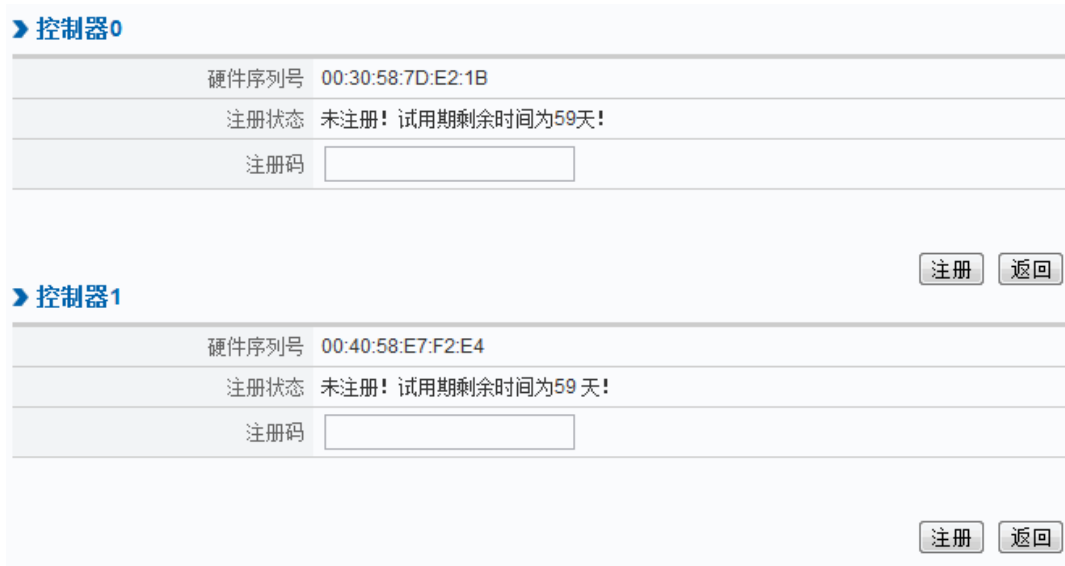 控制器0
硬件序列号 00:30:58:7D:E2:1B
注册状态 未注册！试用期剩余时间为59天！
注册码
注册 返回
控制器1
硬件序列号 00:40:58:E7:F2:E4
注册状态 未注册！试用期剩余时间为59 天！
注册码
注册 返回